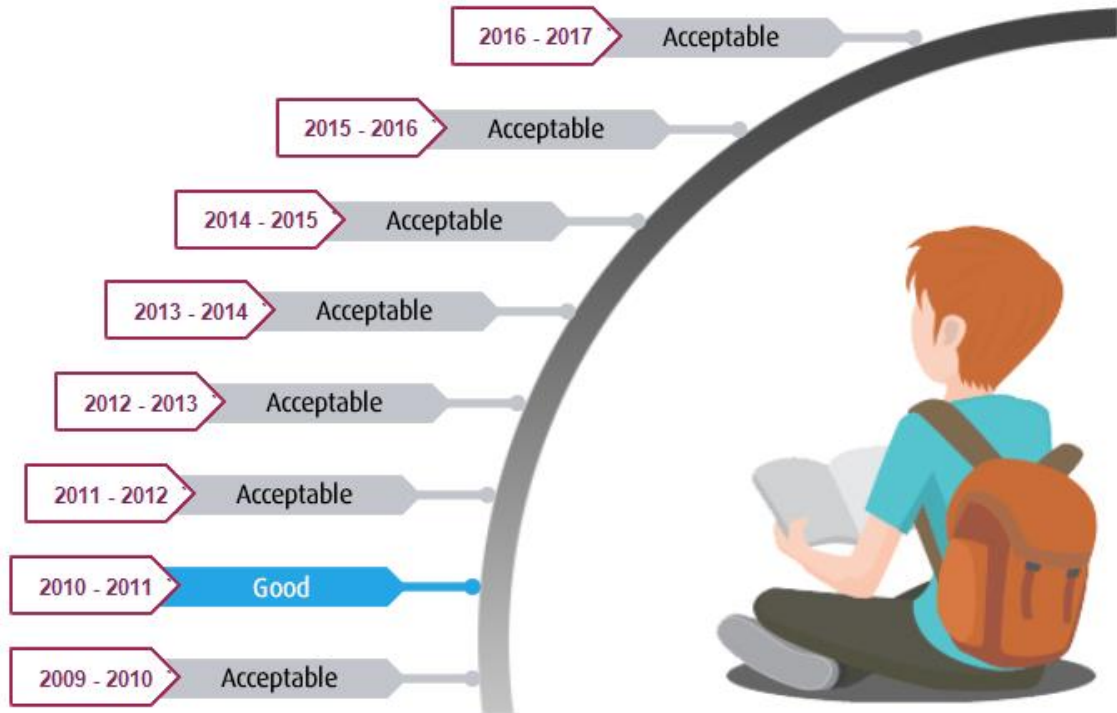 2016 - 2017 Acceptable
2015 - 2016 Acceptable
2014 - 2015 Acceptable
2013 - 2014 Acceptable
2012 - 2013 Acceptable
2011 - 2012 Acceptable
2010 - 2011 Good
2009 - 2010 Acceptable